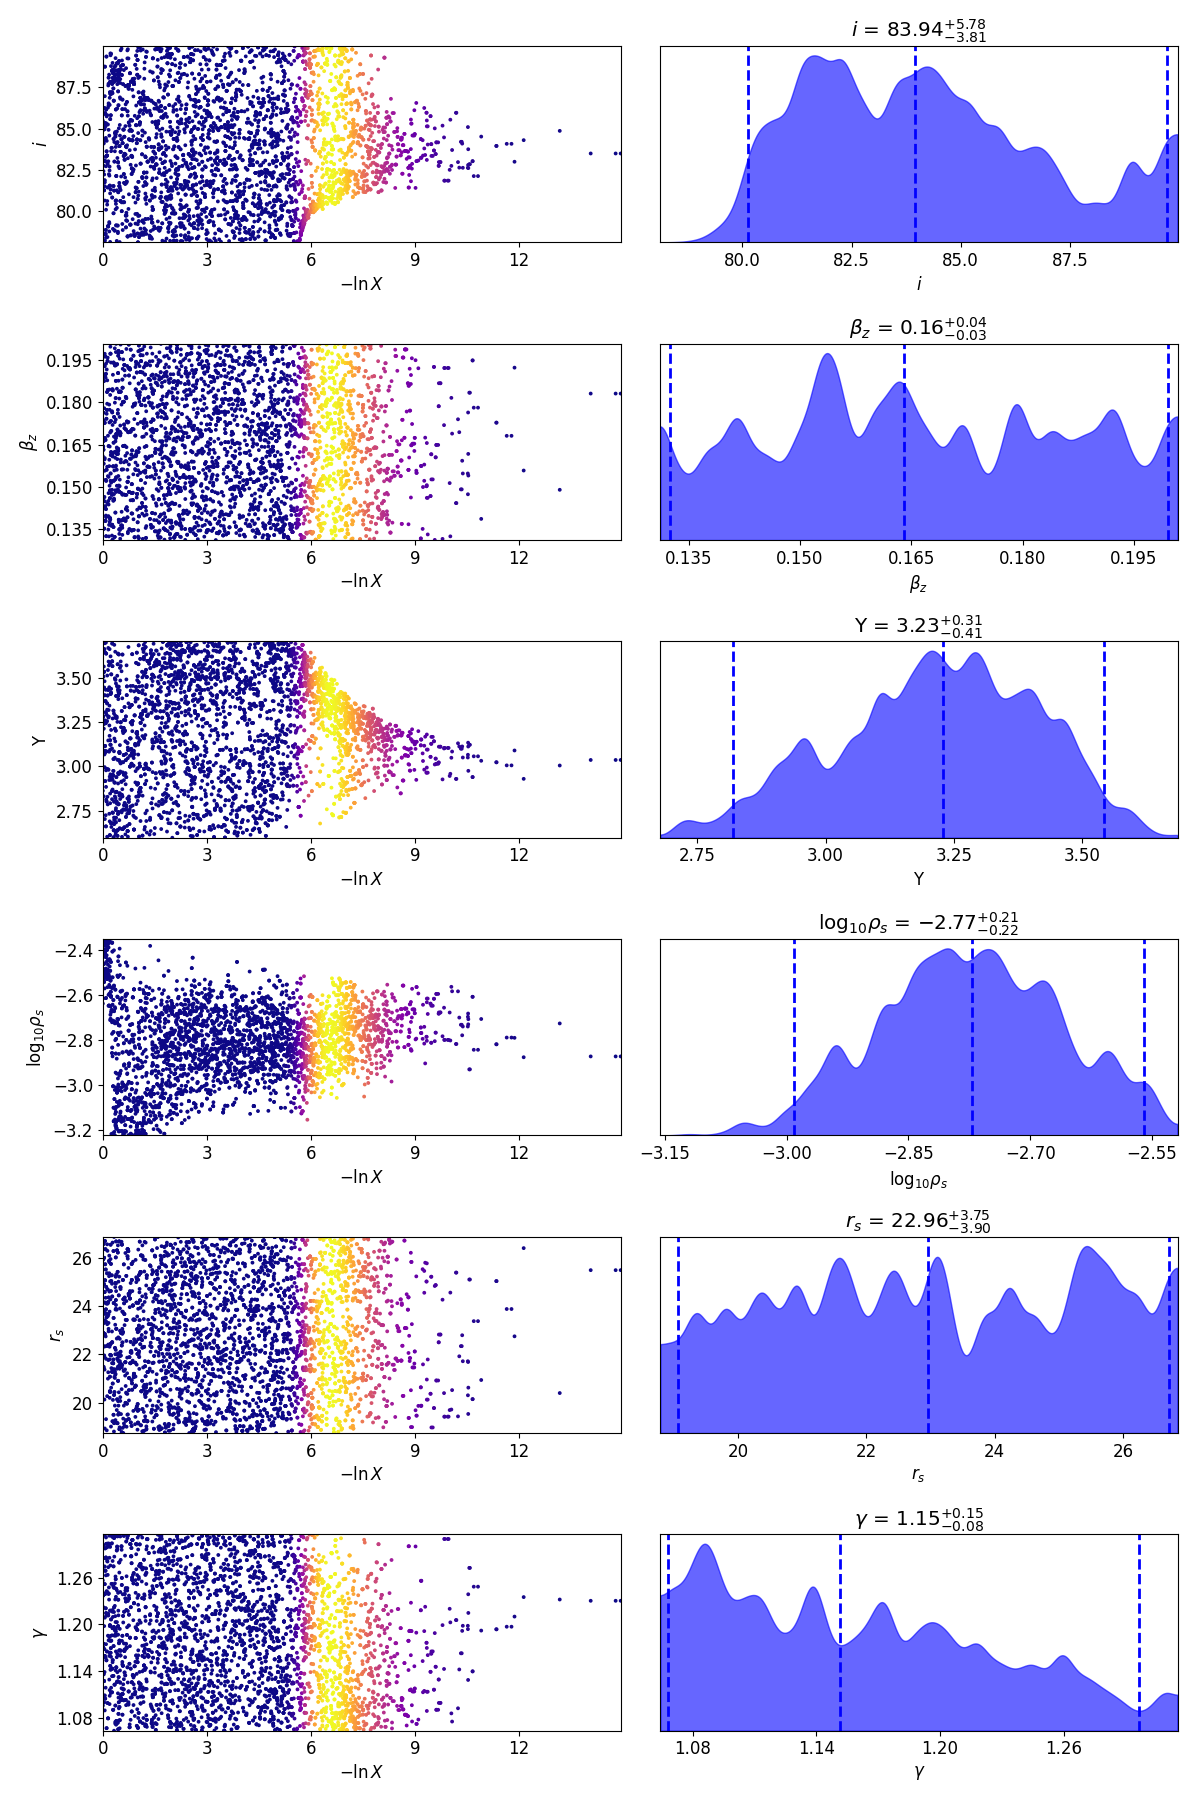 i = 83.94 +5.78 −3.81
87.5
85.0
82.5
80.0
i
0 3 6 9 12
−ln X
80.0 82.5 85.0 87.5
i
β_z = 0.16 +0.04 −0.03
0.195
0.180
0.165
0.150
0.135
β_z
0 3 6 9 12
−ln X
0.135 0.150 0.165 0.180 0.195
β_z
Y = 3.23 +0.31 −0.41
3.50
3.25
3.00
2.75
Y
0 3 6 9 12
−ln X
2.75 3.00 3.25 3.50
Y
log10 ρ_s = −2.77 +0.21 −0.22
−2.4
−2.6
−2.8
−3.0
−3.2
log10 ρ_s
0 3 6 9 12
−ln X
−3.15 −3.00 −2.85 −2.70 −2.55
log10 ρ_s
r_s = 22.96 +3.75 −3.90
26
24
22
20
r_s
0 3 6 9 12
−ln X
20 22 24 26
r_s
γ = 1.15 +0.15 −0.08
1.26
1.20
1.14
1.08
γ
0 3 6 9 12
−ln X
1.08 1.14 1.20 1.26
γ